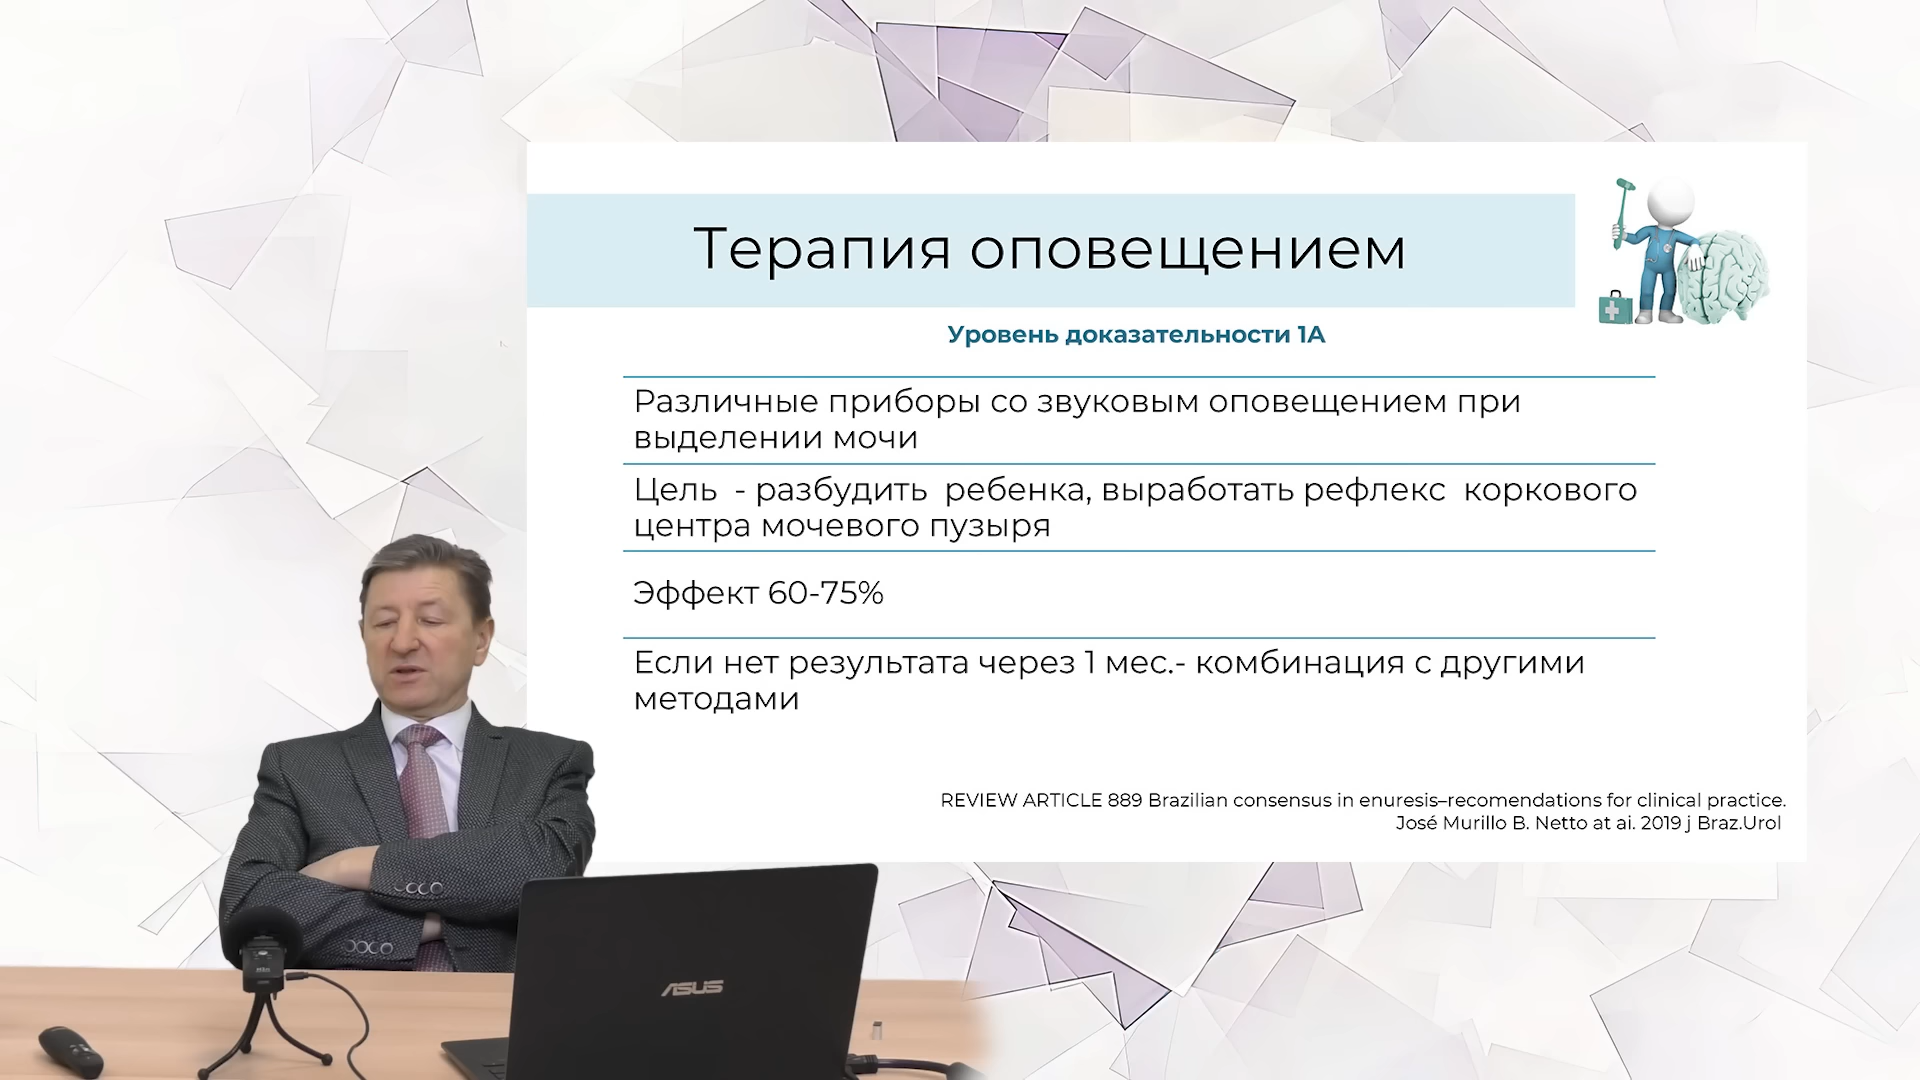 Терапия оповещением
Уровень доказательности 1А
Различные приборы со звуковым оповещением при
выделении мочи
Цель  - разбудить  ребенка, выработать рефлекс  коркового
центра мочевого пузыря
Эффект 60-75%
Если нет результата через 1 мес.- комбинация с другими
методами
REVIEW ARTICLE 889 Brazilian consensus in enuresis–recomendations for clinical practice.
José Murillo B. Netto at ai. 2019 j Braz.Urol
ASUS